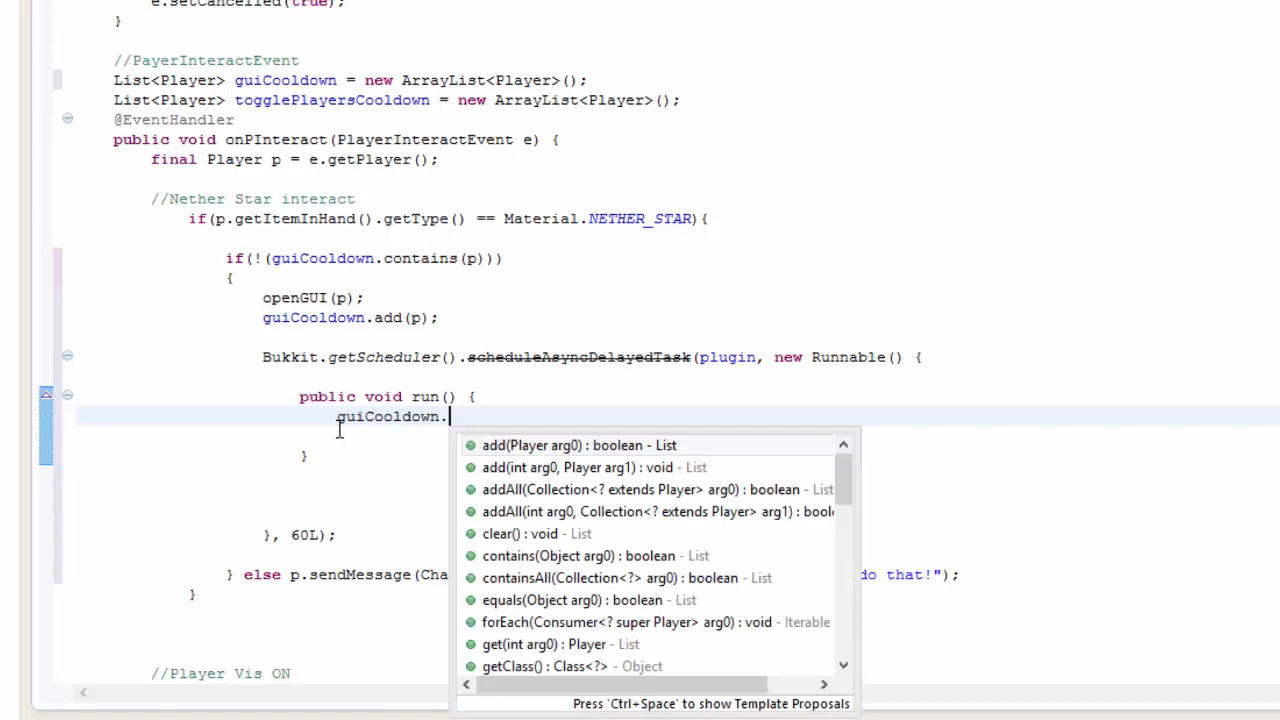 e.setCancelled(true);
}
//PayerInteractEvent
List<Player> guiCooldown = new ArrayList<Player>();
List<Player> togglePlayersCooldown = new ArrayList<Player>();
@EventHandler
public void onPInteract(PlayerInteractEvent e) {
final Player p = e.getPlayer();
//Nether Star interact
if(p.getItemInHand().getType() == Material.NETHER_STAR){
if(!(guiCooldown.contains(p)))
{
openGUI(p);
guiCooldown.add(p);
Bukkit.getScheduler().scheduleAsyncDelayedTask(plugin, new Runnable() {
public void run() {
guiCooldown.
add(Player arg0) : boolean - List
add(int arg0, Player arg1) : void - List
addAll(Collection<? extends Player> arg0) : boolean - List
addAll(int arg0, Collection<? extends Player> arg1) : bool
clear() : void - List
contains(Object arg0) : boolean - List
containsAll(Collection<?> arg0) : boolean - List
equals(Object arg0) : boolean - List
forEach(Consumer<? super Player> arg0) : void - Iterable
get(int arg0) : Player - List
getClass() : Class<?> - Object
Press 'Ctrl+Space' to show Template Proposals
}
}, 60L);
} else p.sendMessage(Cha do that!");
}
//Player Vis ON